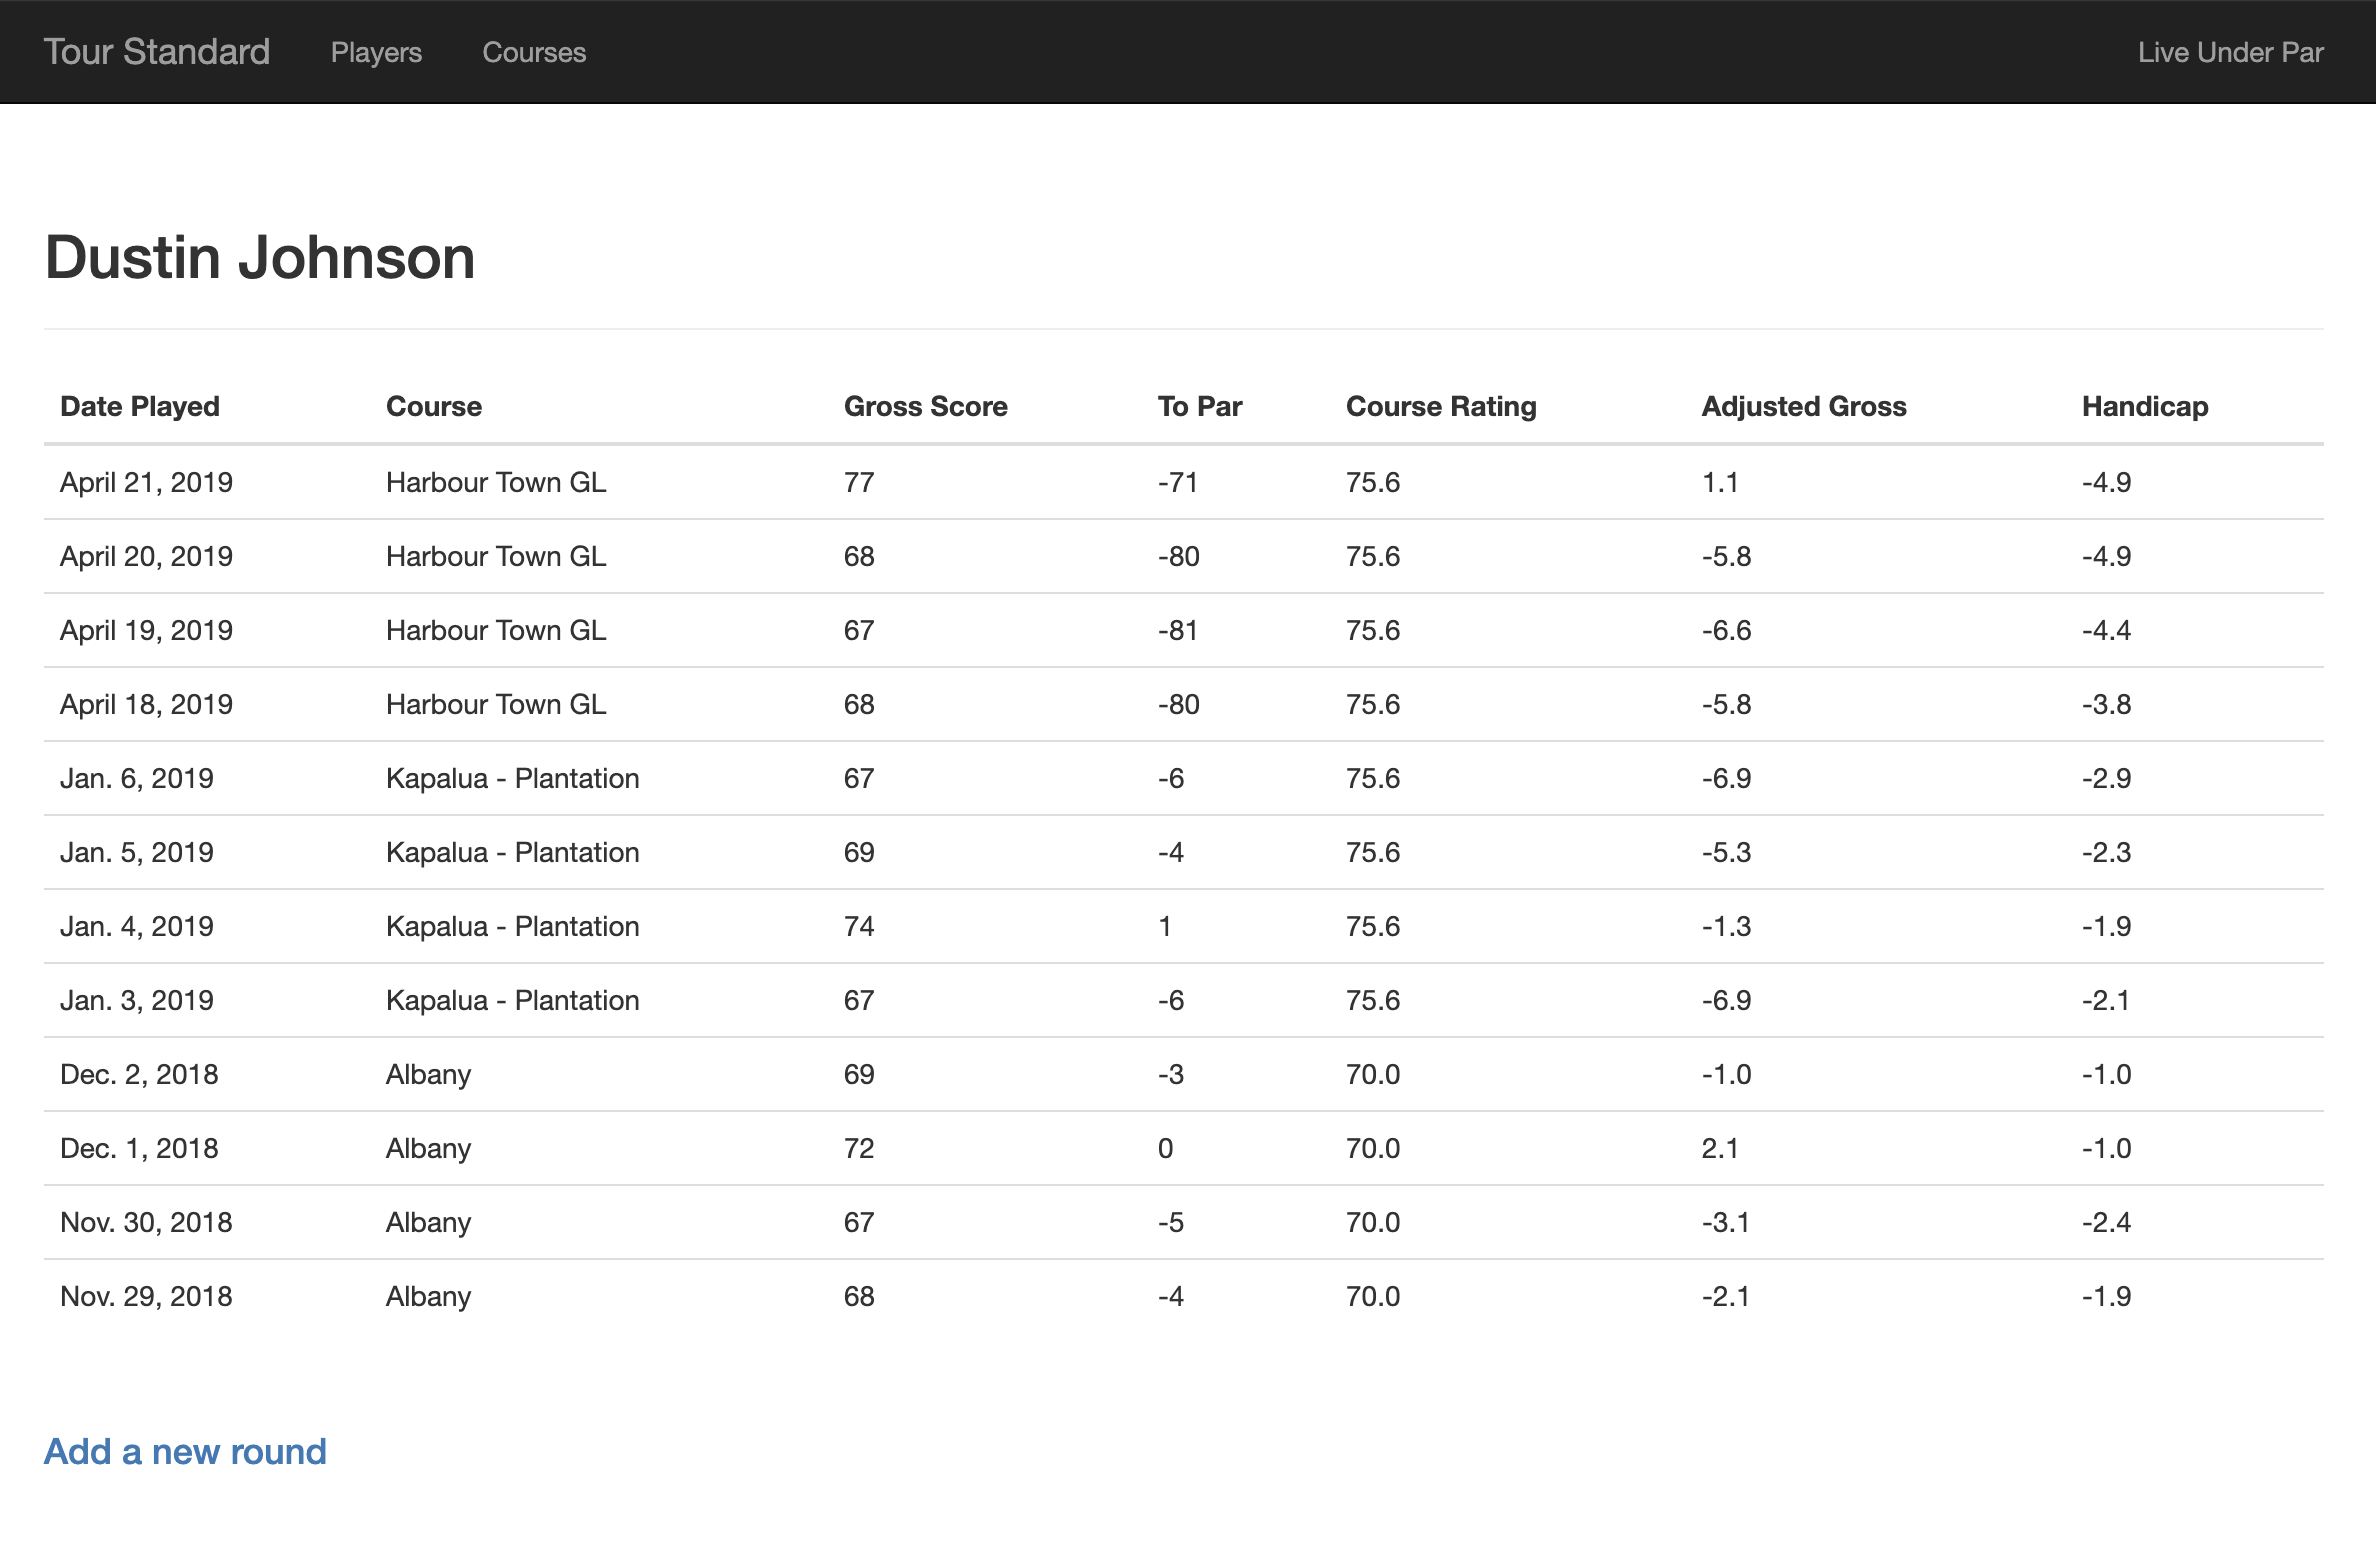 Tour Standard Players Courses Live Under Par
Dustin Johnson
Date Played Course Gross Score To Par Course Rating Adjusted Gross Handicap
April 21, 2019 Harbour Town GL 77 -71 75.6 1.1 -4.9
April 20, 2019 Harbour Town GL 68 -80 75.6 -5.8 -4.9
April 19, 2019 Harbour Town GL 67 -81 75.6 -6.6 -4.4
April 18, 2019 Harbour Town GL 68 -80 75.6 -5.8 -3.8
Jan. 6, 2019 Kapalua - Plantation 67 -6 75.6 -6.9 -2.9
Jan. 5, 2019 Kapalua - Plantation 69 -4 75.6 -5.3 -2.3
Jan. 4, 2019 Kapalua - Plantation 74 1 75.6 -1.3 -1.9
Jan. 3, 2019 Kapalua - Plantation 67 -6 75.6 -6.9 -2.1
Dec. 2, 2018 Albany 69 -3 70.0 -1.0 -1.0
Dec. 1, 2018 Albany 72 0 70.0 2.1 -1.0
Nov. 30, 2018 Albany 67 -5 70.0 -3.1 -2.4
Nov. 29, 2018 Albany 68 -4 70.0 -2.1 -1.9
Add a new round